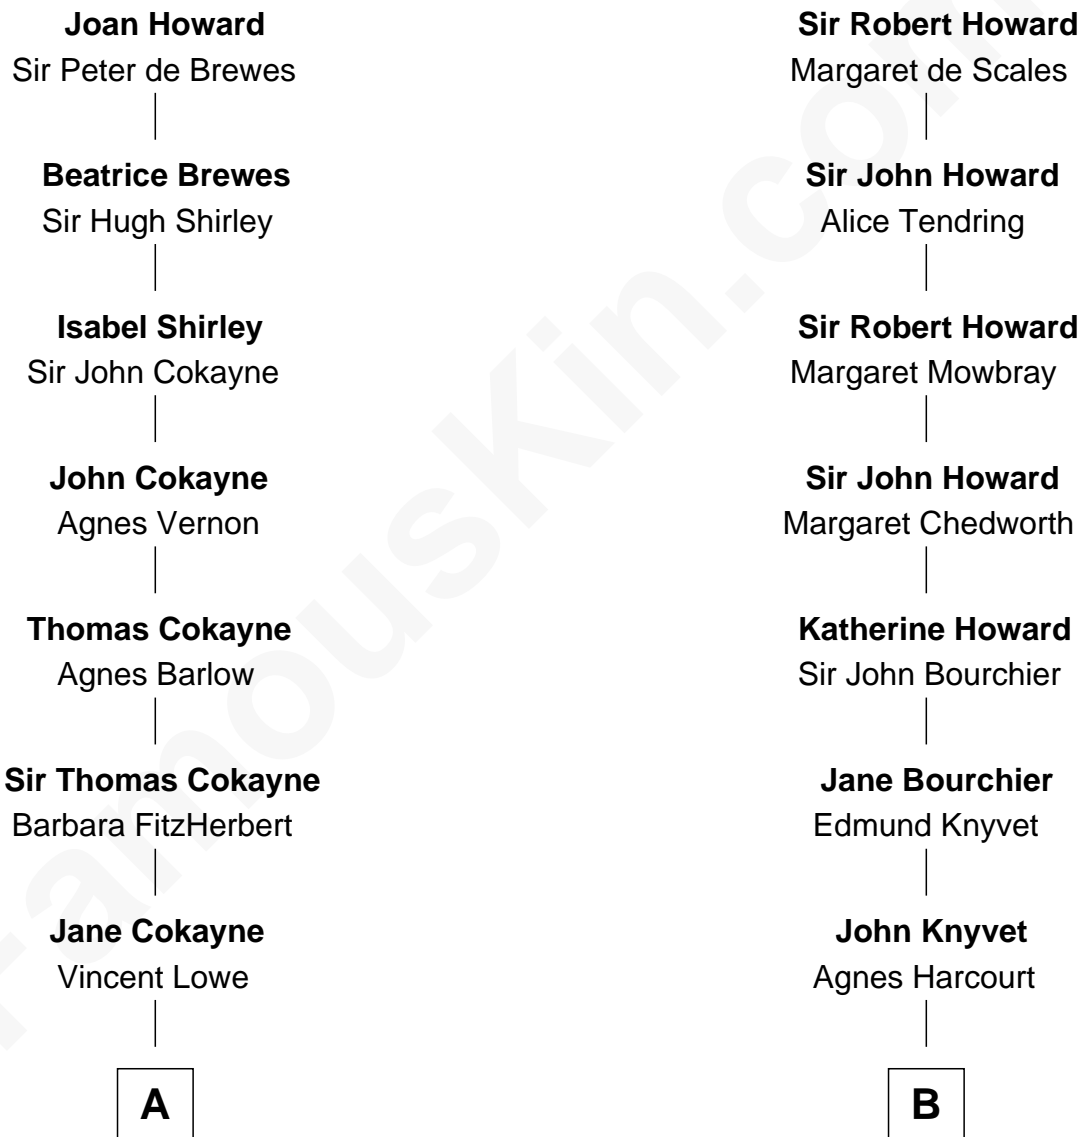 Joan Howard
Sir Peter de Brewes
Beatrice Brewes
Sir Hugh Shirley
Isabel Shirley
Sir John Cokayne
John Cokayne
Agnes Vernon
Thomas Cokayne
Agnes Barlow
Sir Thomas Cokayne
Barbara FitzHerbert
Jane Cokayne
Vincent Lowe
A
Sir Robert Howard
Margaret de Scales
Sir John Howard
Alice Tendring
Sir Robert Howard
Margaret Mowbray
Sir John Howard
Margaret Chedworth
Katherine Howard
Sir John Bourchier
Jane Bourchier
Edmund Knyvet
John Knyvet
Agnes Harcourt
B
FamousKin.com